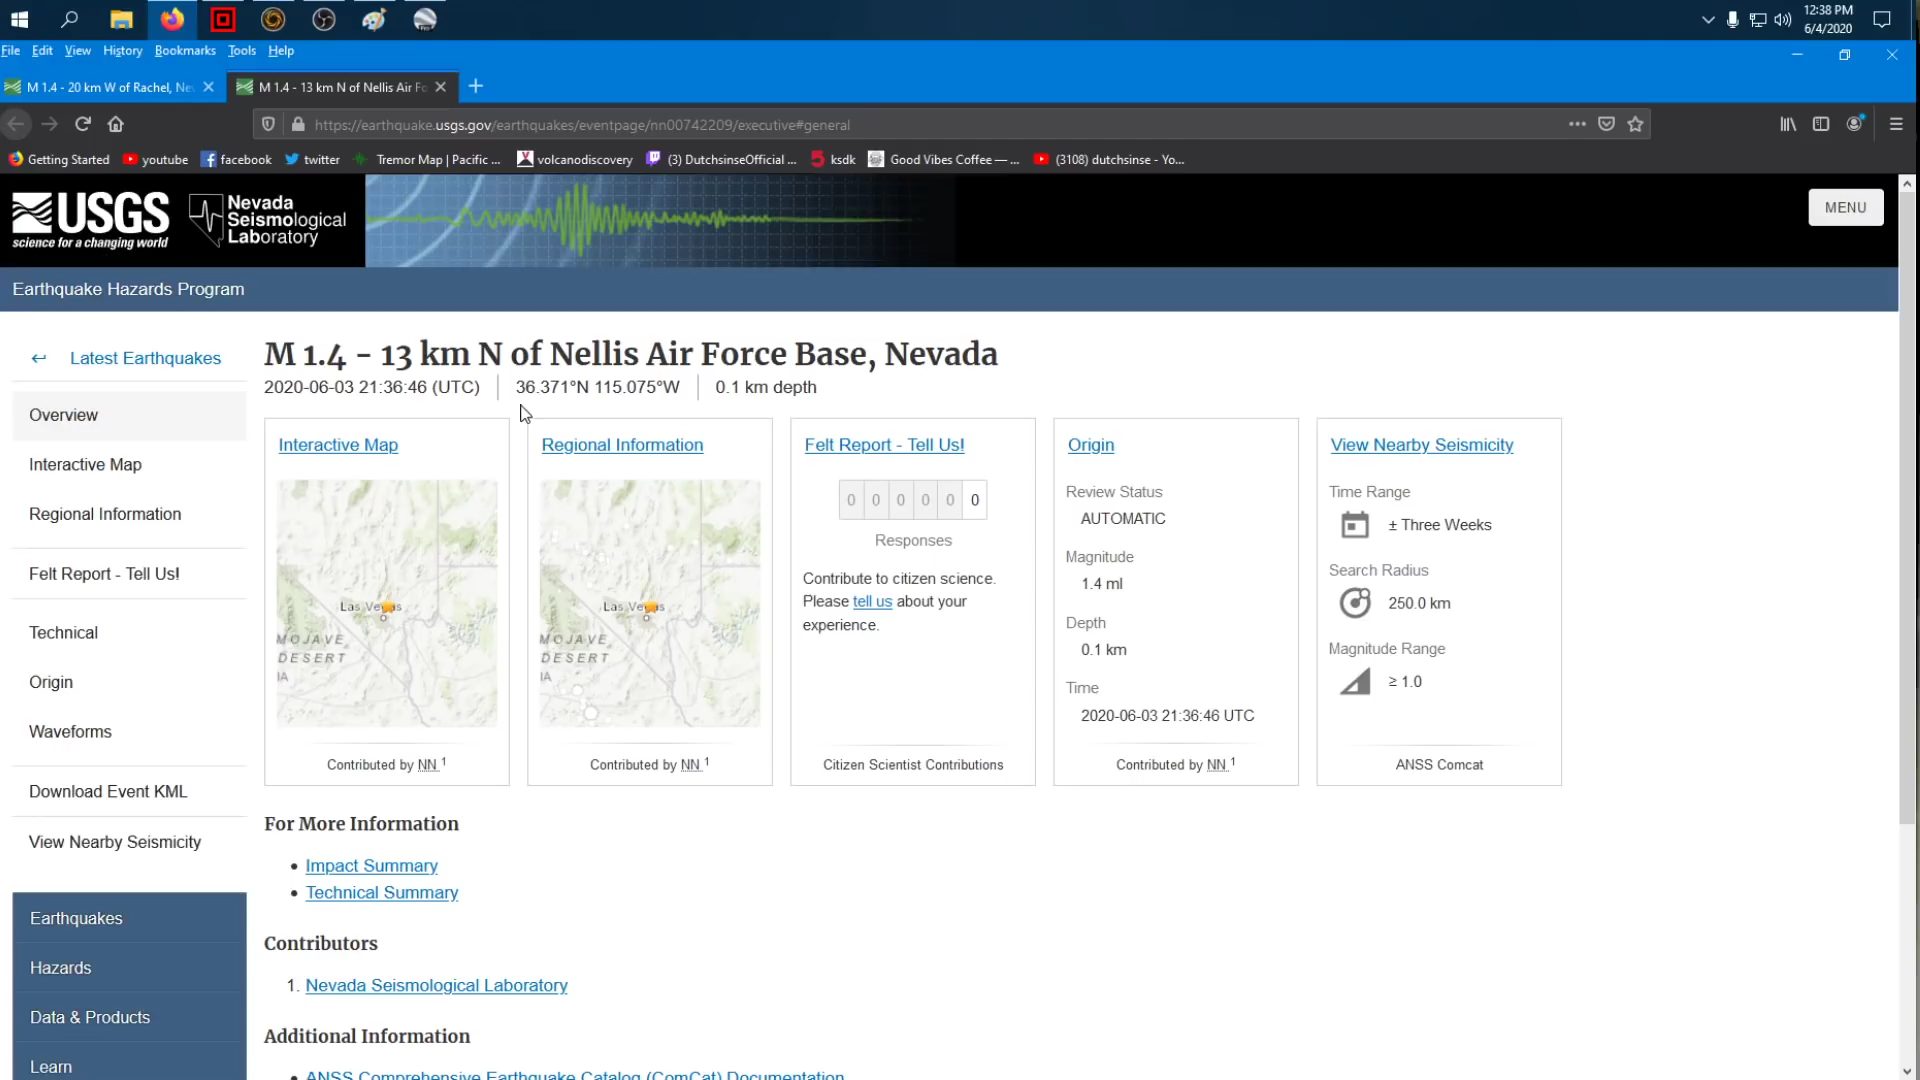 12:38 PM
6/4/2020
File Edit View History Bookmarks Tools Help
M 1.4 - 20 km W of Rachel, Ne
M 1.4 - 13 km N of Nellis Air Fo
https://earthquake.usgs.gov/earthquakes/eventpage/nn00742209/executive#general
Getting Started youtube facebook twitter Tremor Map | Pacific ... volcanodiscovery (3) DutchsinseOfficial ... ksdk Good Vibes Coffee — ... (3108) dutchsinse - Yo...
USGS
science for a changing world
Nevada
Seismological
Laboratory
MENU
Earthquake Hazards Program
Latest Earthquakes
Overview
Interactive Map
Regional Information
Felt Report - Tell Us!
Technical
Origin
Waveforms
Download Event KML
View Nearby Seismicity
Earthquakes
Hazards
Data & Products
Learn
M 1.4 - 13 km N of Nellis Air Force Base, Nevada
2020-06-03 21:36:46 (UTC) 36.371°N 115.075°W 0.1 km depth
Interactive Map
Las Vegas
MOJAVE
DESERT
IA
Contributed by NN 1
Regional Information
Las Vegas
MOJAVE
DESERT
IA
Contributed by NN 1
Felt Report - Tell Us!
0 0 0 0 0 0
Responses
Contribute to citizen science.
Please tell us about your
experience.
Citizen Scientist Contributions
Origin
Review Status
AUTOMATIC
Magnitude
1.4 ml
Depth
0.1 km
Time
2020-06-03 21:36:46 UTC
Contributed by NN 1
View Nearby Seismicity
Time Range
± Three Weeks
Search Radius
250.0 km
Magnitude Range
≥ 1.0
ANSS Comcat
For More Information
• Impact Summary
• Technical Summary
Contributors
1. Nevada Seismological Laboratory
Additional Information
• ANSS Comprehensive Earthquake Catalog (ComCat) Documentation